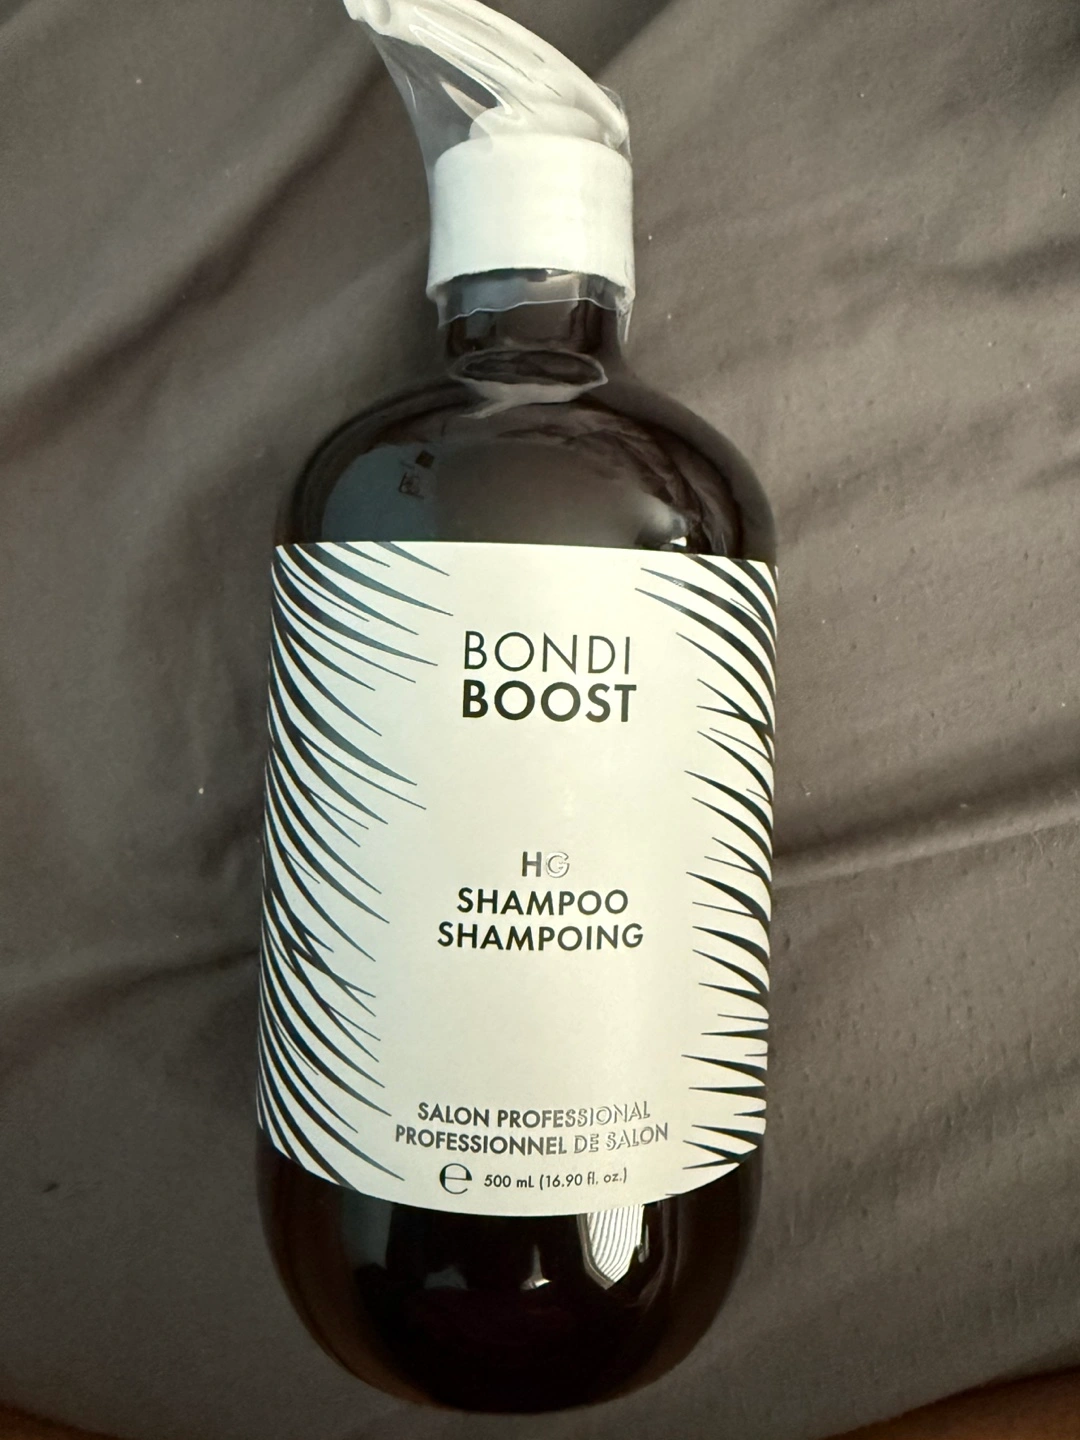 BONDI
BOOST
HG
SHAMPOO
SHAMPOING
SALON PROFESSIONAL
PROFESSIONNEL DE SALON
℮ 500 mL (16.90 fl. oz.)